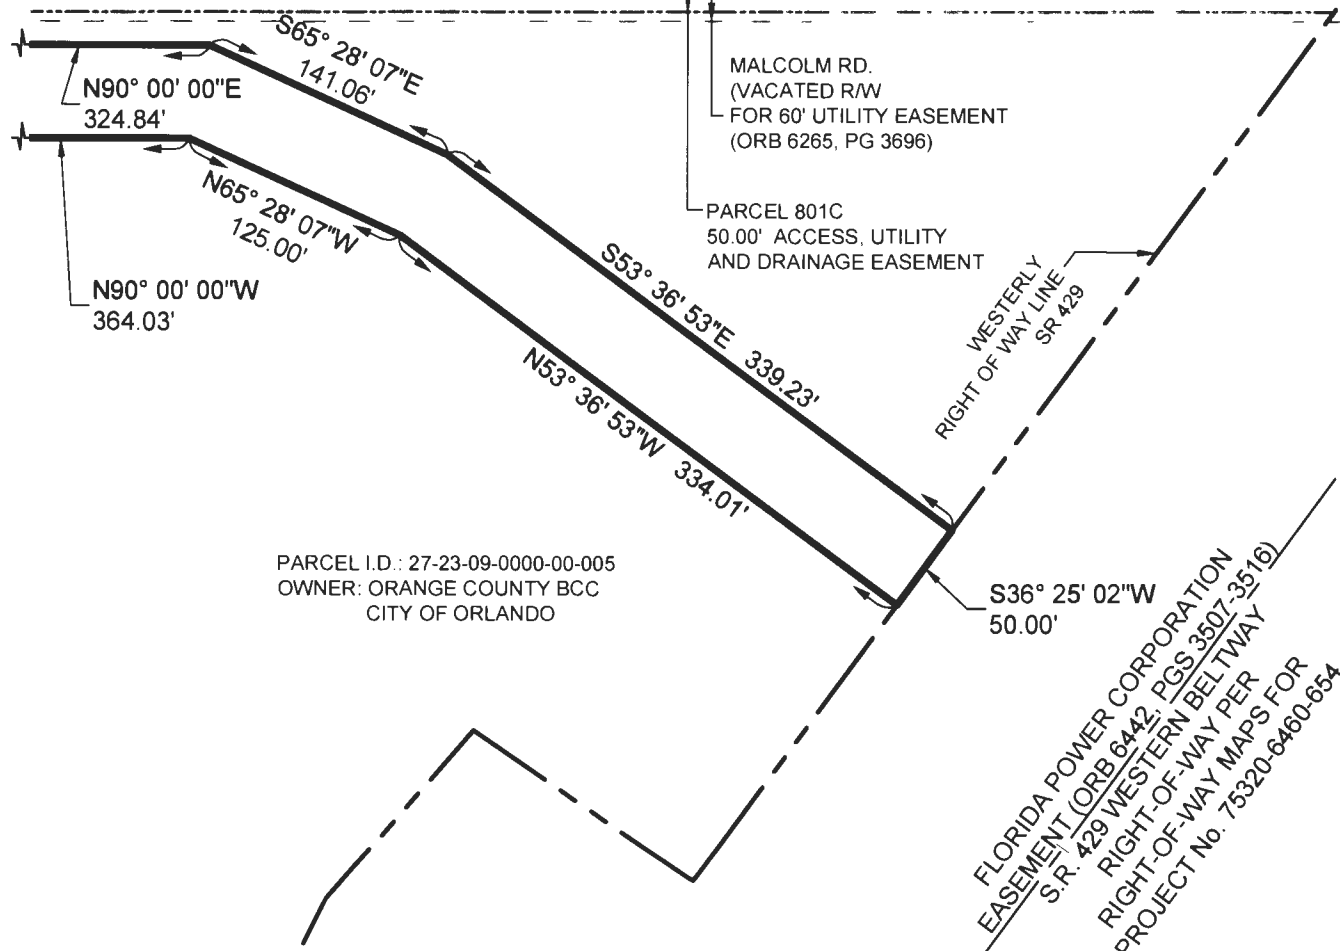 S65° 28' 07"E
141.06'
N90° 00' 00"E
324.84'
MALCOLM RD.
(VACATED R/W
FOR 60' UTILITY EASEMENT
(ORB 6265, PG 3696)
N65° 28' 07"W
125.00'
PARCEL 801C
50.00' ACCESS, UTILITY
AND DRAINAGE EASEMENT
N90° 00' 00"W
364.03'
S53° 36' 53"E 339.23'
WESTERLY
RIGHT OF WAY LINE
SR 429
N53° 36' 53"W 334.01'
PARCEL I.D.: 27-23-09-0000-00-005
OWNER: ORANGE COUNTY BCC
CITY OF ORLANDO
S36° 25' 02"W
50.00'
FLORIDA POWER CORPORATION
EASEMENT (ORB 6442, PGS 3507-3516)
S.R. 429 WESTERN BELTWAY
RIGHT-OF-WAY PER
RIGHT-OF-WAY MAPS FOR
PROJECT No. 75320-6460-654